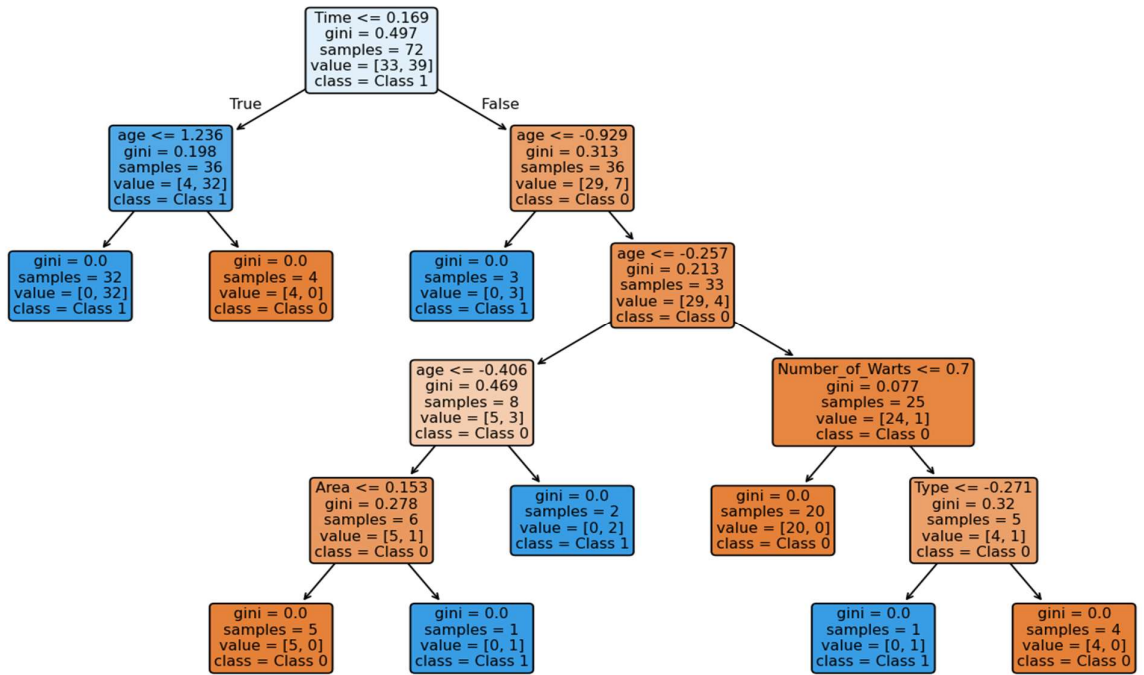 Time <= 0.169
gini = 0.497
samples = 72
value = [33, 39]
class = Class 1
True
False
age <= 1.236
gini = 0.198
samples = 36
value = [4, 32]
class = Class 1
age <= -0.929
gini = 0.313
samples = 36
value = [29, 7]
class = Class 0
gini = 0.0
samples = 32
value = [0, 32]
class = Class 1
gini = 0.0
samples = 4
value = [4, 0]
class = Class 0
gini = 0.0
samples = 3
value = [0, 3]
class = Class 1
age <= -0.257
gini = 0.213
samples = 33
value = [29, 4]
class = Class 0
age <= -0.406
gini = 0.469
samples = 8
value = [5, 3]
class = Class 0
Number_of_Warts <= 0.7
gini = 0.077
samples = 25
value = [24, 1]
class = Class 0
Area <= 0.153
gini = 0.278
samples = 6
value = [5, 1]
class = Class 0
gini = 0.0
samples = 2
value = [0, 2]
class = Class 1
gini = 0.0
samples = 20
value = [20, 0]
class = Class 0
Type <= -0.271
gini = 0.32
samples = 5
value = [4, 1]
class = Class 0
gini = 0.0
samples = 5
value = [5, 0]
class = Class 0
gini = 0.0
samples = 1
value = [0, 1]
class = Class 1
gini = 0.0
samples = 1
value = [0, 1]
class = Class 1
gini = 0.0
samples = 4
value = [4, 0]
class = Class 0